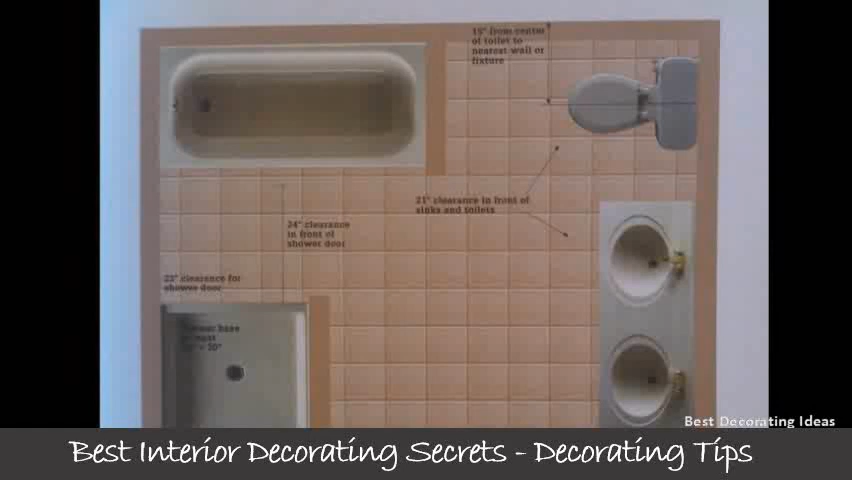 15" from center
of toilet to
nearest wall or
fixture
21" clearance in front of
sinks and toilets
24" clearance
in front of
shower door
22" clearance for
shower door
base
Best Decorating Ideas
Best Interior Decorating Secrets - Decorating Tips